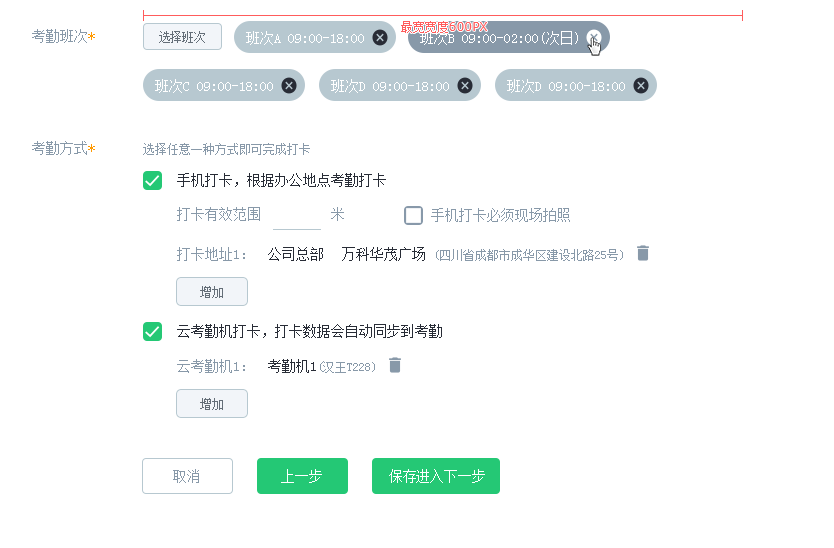 最宽宽度600PX
考勤班次*
选择班次 班次A 09:00-18:00 班次B 09:00-02:00(次日)
班次C 09:00-18:00 班次D 09:00-18:00 班次D 09:00-18:00
考勤方式*
选择任意一种方式即可完成打卡
手机打卡，根据办公地点考勤打卡
打卡有效范围 米 手机打卡必须现场拍照
打卡地址1： 公司总部 万科华茂广场（四川省成都市成华区建设北路25号）
增加
云考勤机打卡，打卡数据会自动同步到考勤
云考勤机1： 考勤机1（汉王T228）
增加
取消 上一步 保存进入下一步